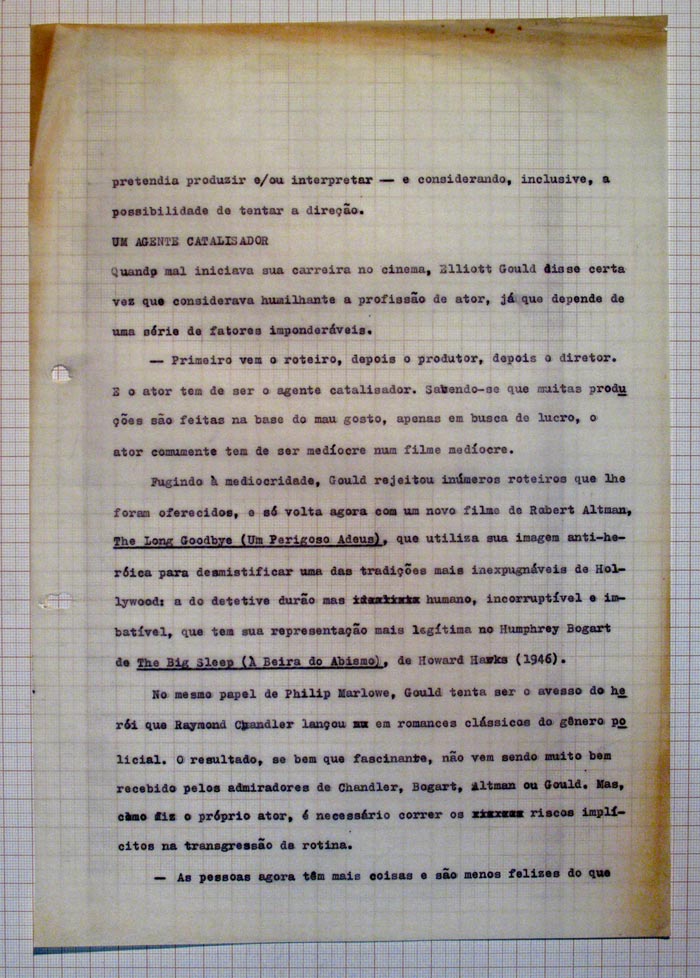 pretendia produzir e/ou interpretar — e considerando, inclusive, a
possibilidade de tentar a direção.
UM AGENTE CATALISADOR
Quando mal iniciava sua carreira no cinema, Elliott Gould disse certa
vez que considerava humilhante a profissão de ator, já que depende de
uma série de fatores imponderáveis.
— Primeiro vem o roteiro, depois o produtor, depois o diretor.
E o ator tem de ser o agente catalisador. Sabendo-se que muitas produ
ções são feitas na base do mau gosto, apenas em busca de lucro, o
ator comumente tem de ser medíocre num filme medíocre.
Fugindo à mediocridade, Gould rejeitou inúmeros roteiros que lhe
foram oferecidos, e só volta agora com um novo filme de Robert Altman,
The Long Goodbye (Um Perigoso Adeus), que utiliza sua imagem anti-he-
róica para desmistificar uma das tradições mais inexpugnáveis de Hol-
lywood: a do detetive durão mas humano, incorruptível e im-
batível, que tem sua representação mais legítima no Humphrey Bogart
de The Big Sleep (À Beira do Abismo), de Howard Hawks (1946).
No mesmo papel de Philip Marlowe, Gould tenta ser o avesso do he
rói que Raymond Chandler lançou em romances clássicos do gênero po
licial. O resultado, se bem que fascinante, não vem sendo muito bem
recebido pelos admiradores de Chandler, Bogart, Altman ou Gould. Mas,
como diz o próprio ator, é necessário correr os riscos implí-
citos na transgressão da rotina.
— As pessoas agora têm mais coisas e são menos felizes do que